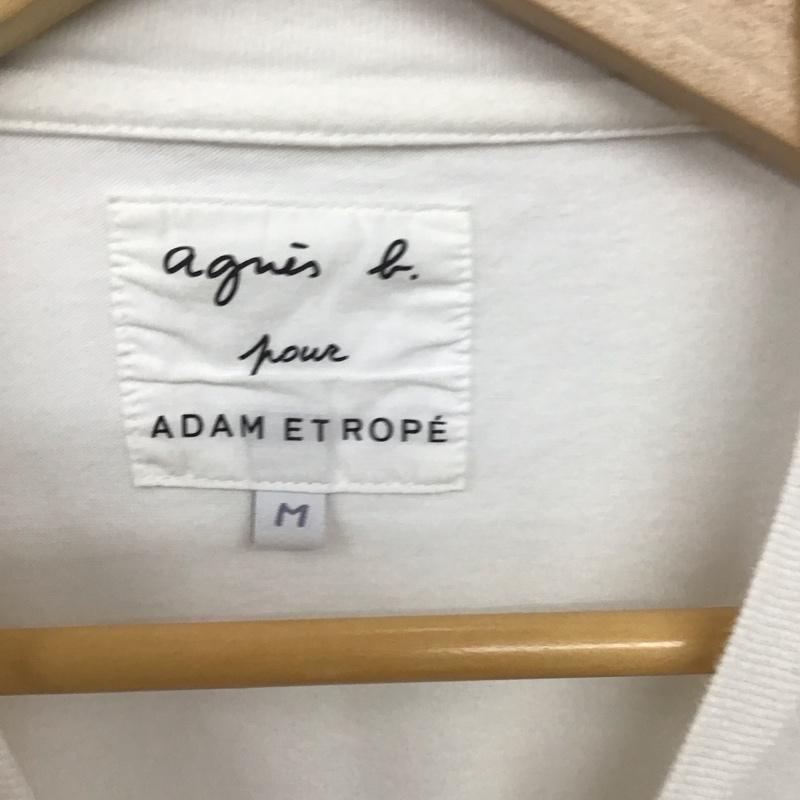 agnès b.
pour
ADAM ET ROPÉ
M